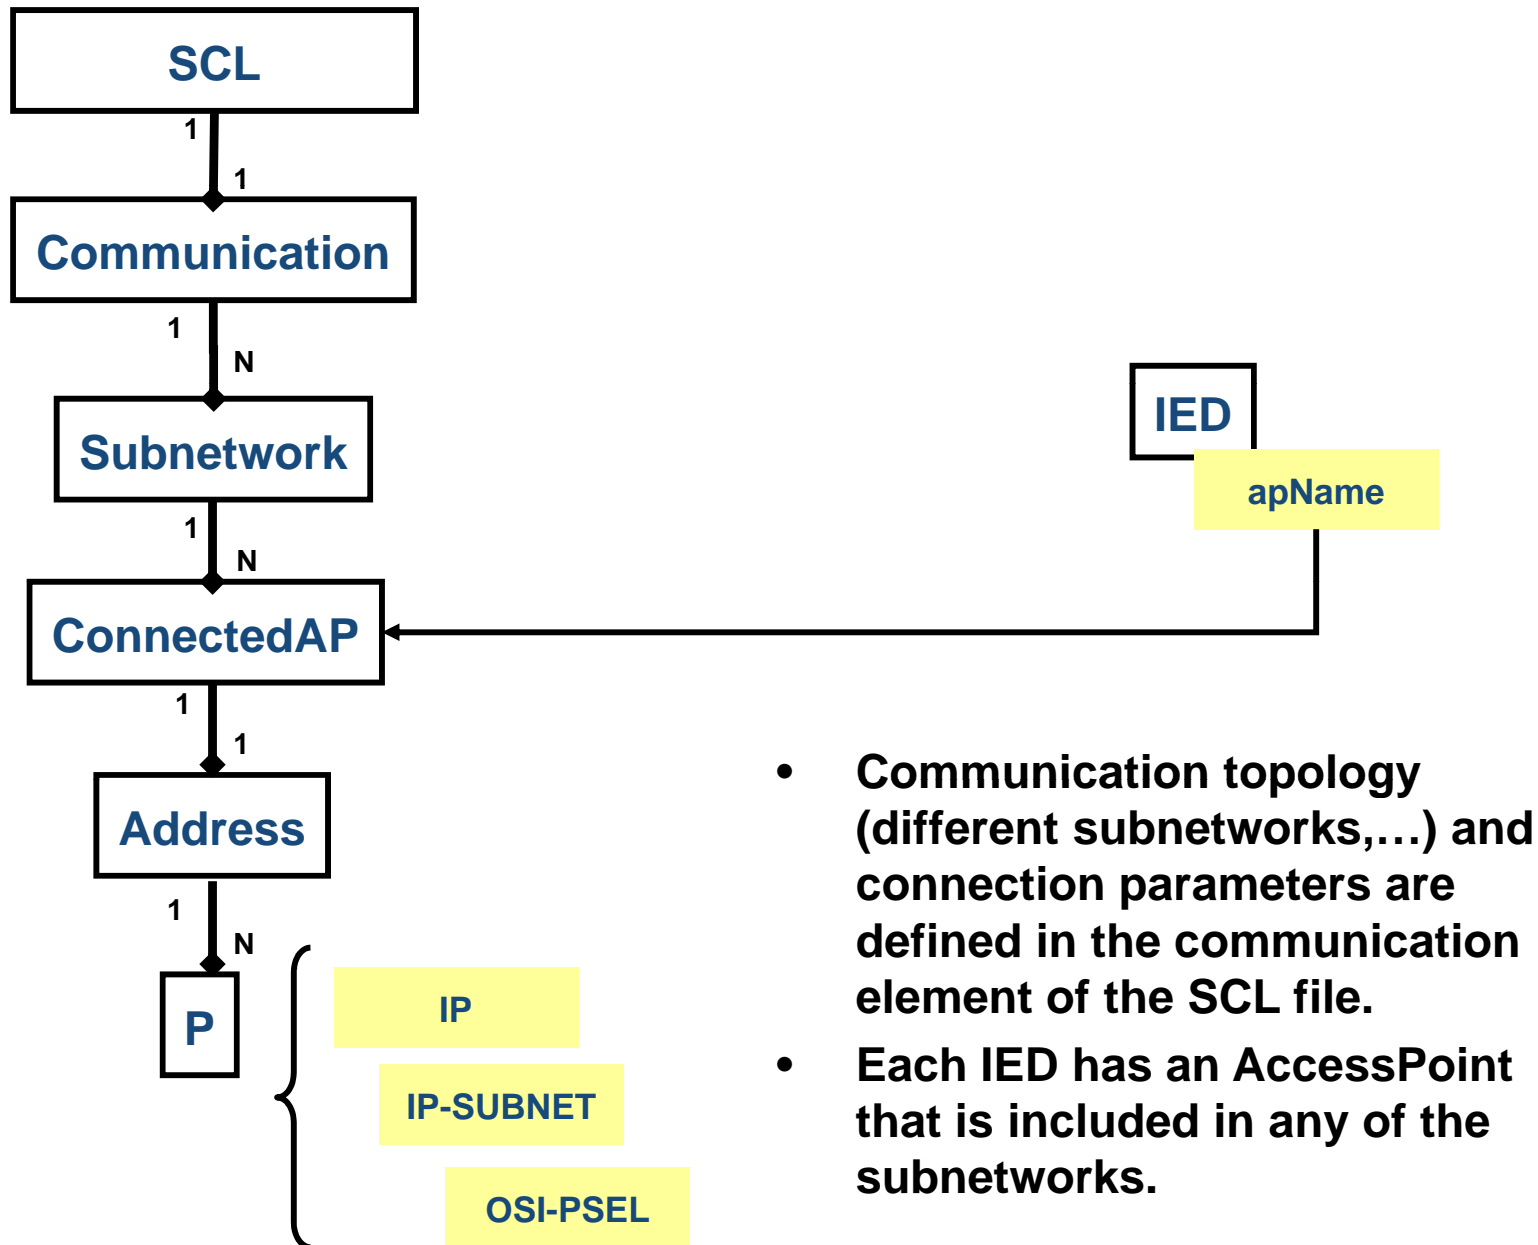 SCL
1
1
Communication
1
N
Subnetwork
1
N
ConnectedAP
1
1
Address
1
N
P
IP
IP-SUBNET
OSI-PSEL
IED
apName
• Communication topology
(different subnetworks,...) and
connection parameters are
defined in the communication
element of the SCL file.
• Each IED has an AccessPoint
that is included in any of the
subnetworks.